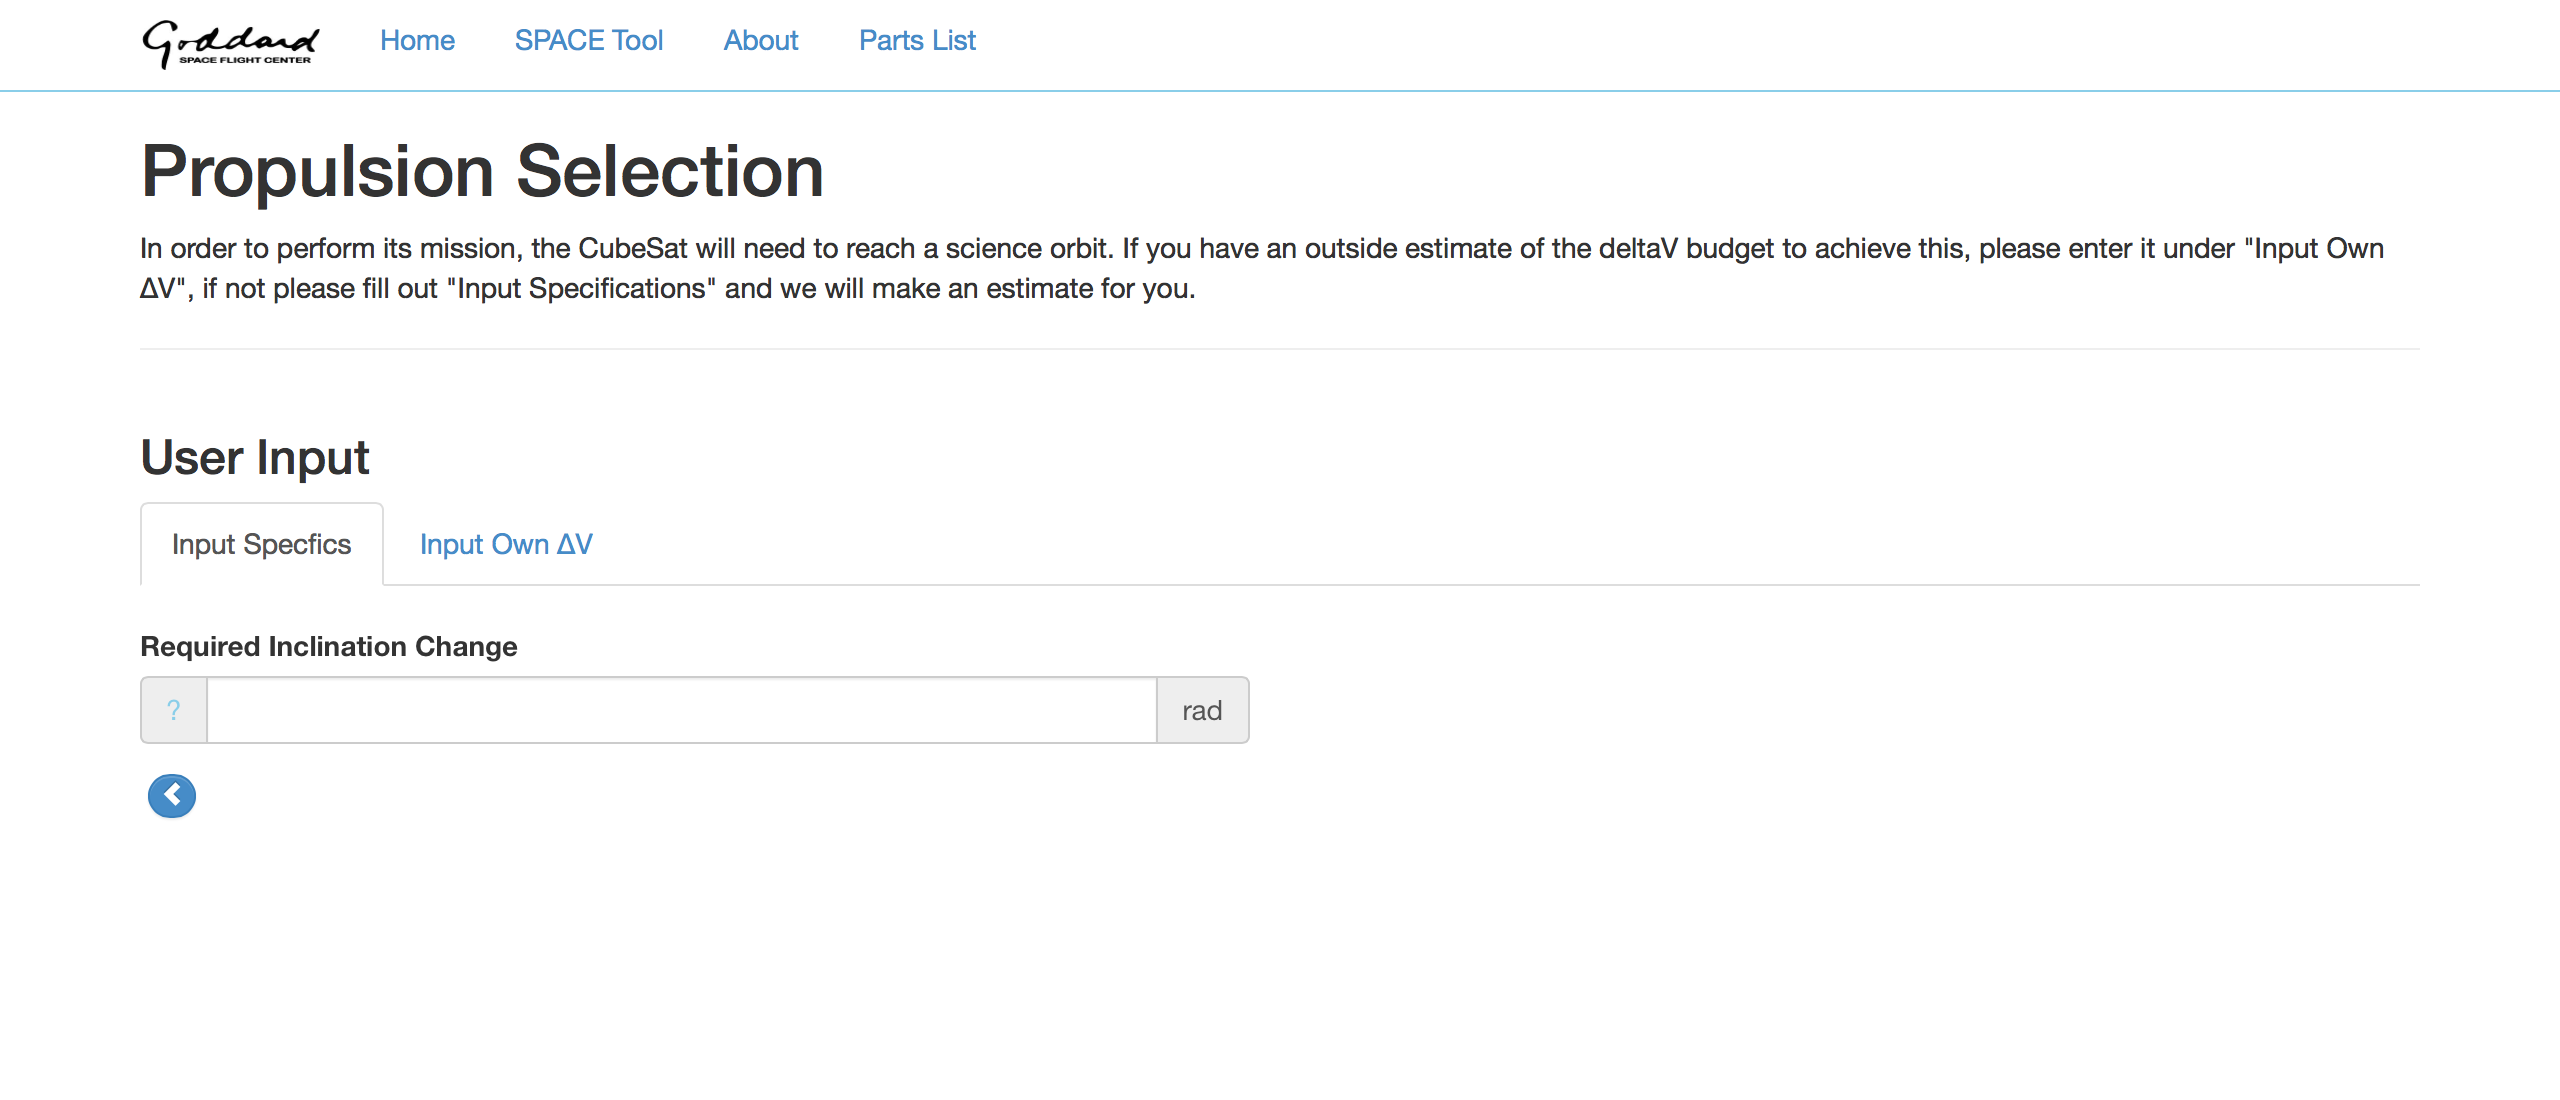 Goddard
SPACE FLIGHT CENTER
Home
SPACE Tool
About
Parts List
Propulsion Selection
In order to perform its mission, the CubeSat will need to reach a science orbit. If you have an outside estimate of the deltaV budget to achieve this, please enter it under "Input Own
ΔV", if not please fill out "Input Specifications" and we will make an estimate for you.
User Input
Input Specfics
Input Own ΔV
Required Inclination Change
?
rad